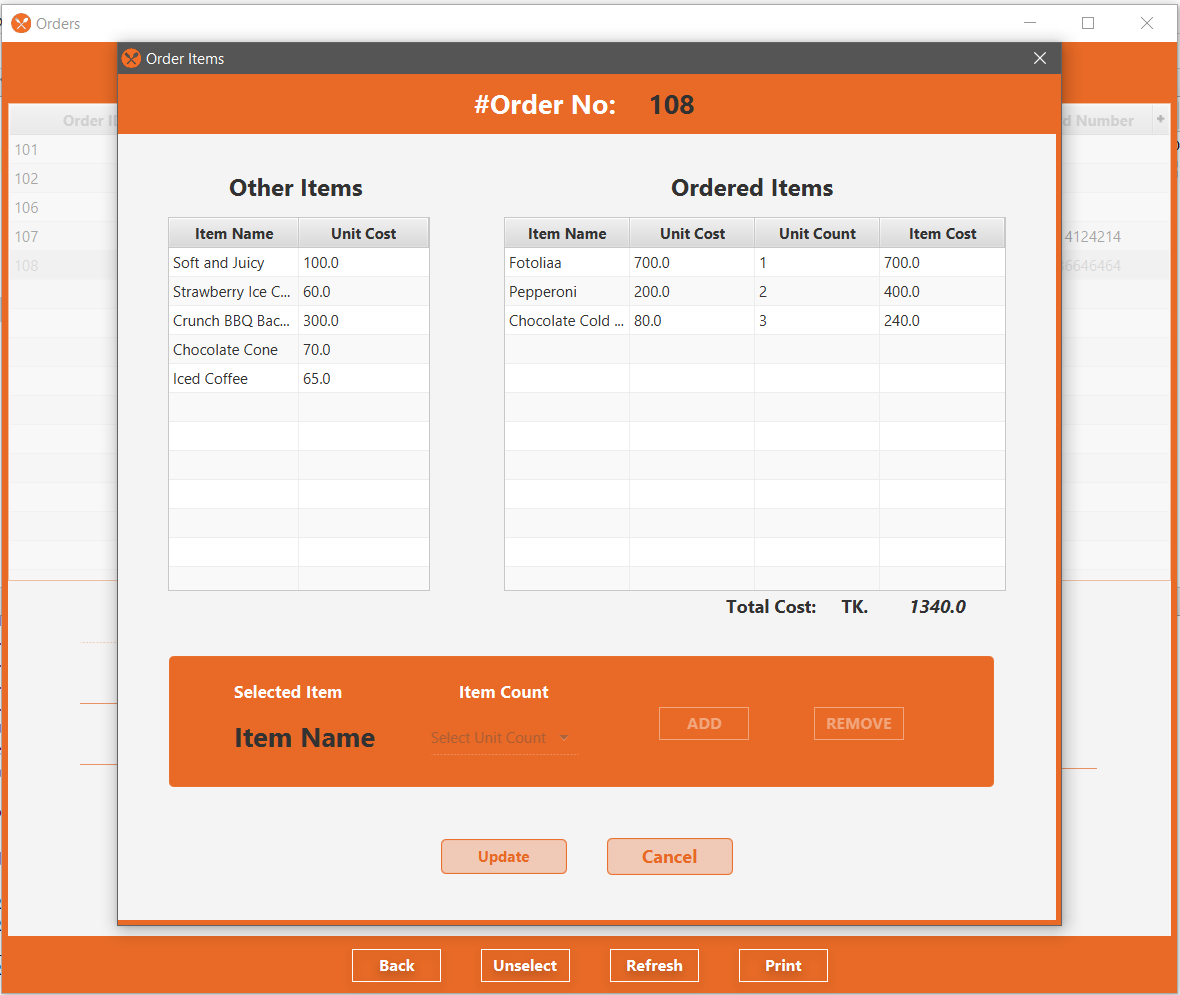 Orders
Order Items
#Order No: 108
Order I
d Number +
101
102
106
107
4124214
108
6646464
Other Items
Item Name Unit Cost
Soft and Juicy 100.0
Strawberry Ice C... 60.0
Crunch BBQ Bac... 300.0
Chocolate Cone 70.0
Iced Coffee 65.0
Ordered Items
Item Name Unit Cost Unit Count Item Cost
Fotoliaa 700.0 1 700.0
Pepperoni 200.0 2 400.0
Chocolate Cold ... 80.0 3 240.0
Total Cost: TK. 1340.0
Selected Item Item Count
Item Name Select Unit Count ADD REMOVE
Update Cancel
Back Unselect Refresh Print